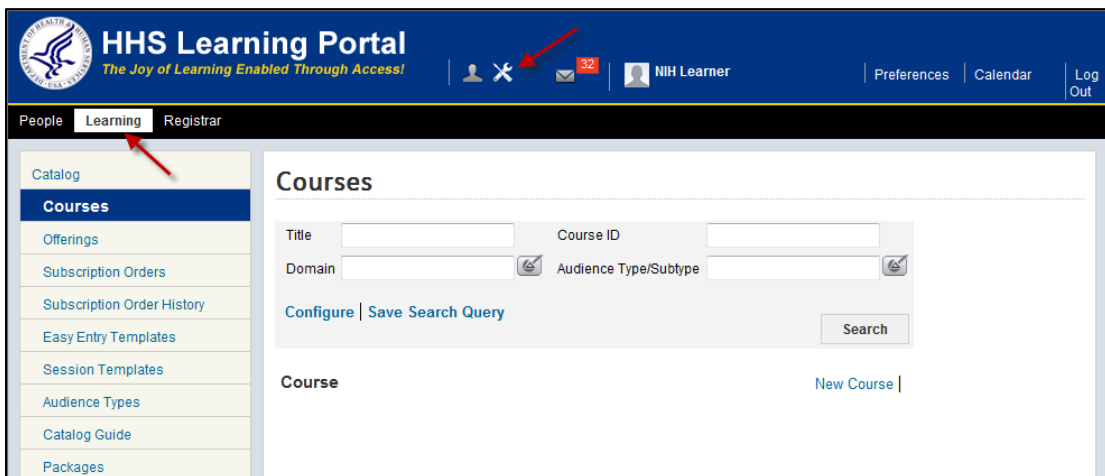 HHS Learning Portal
The Joy of Learning Enabled Through Access!
32
NIH Learner
Preferences
Calendar
Log
Out
People Learning Registrar
Catalog
Courses
Offerings
Subscription Orders
Subscription Order History
Easy Entry Templates
Session Templates
Audience Types
Catalog Guide
Packages
Courses
Title
Course ID
Domain
Audience Type/Subtype
Configure | Save Search Query
Search
Course
New Course |